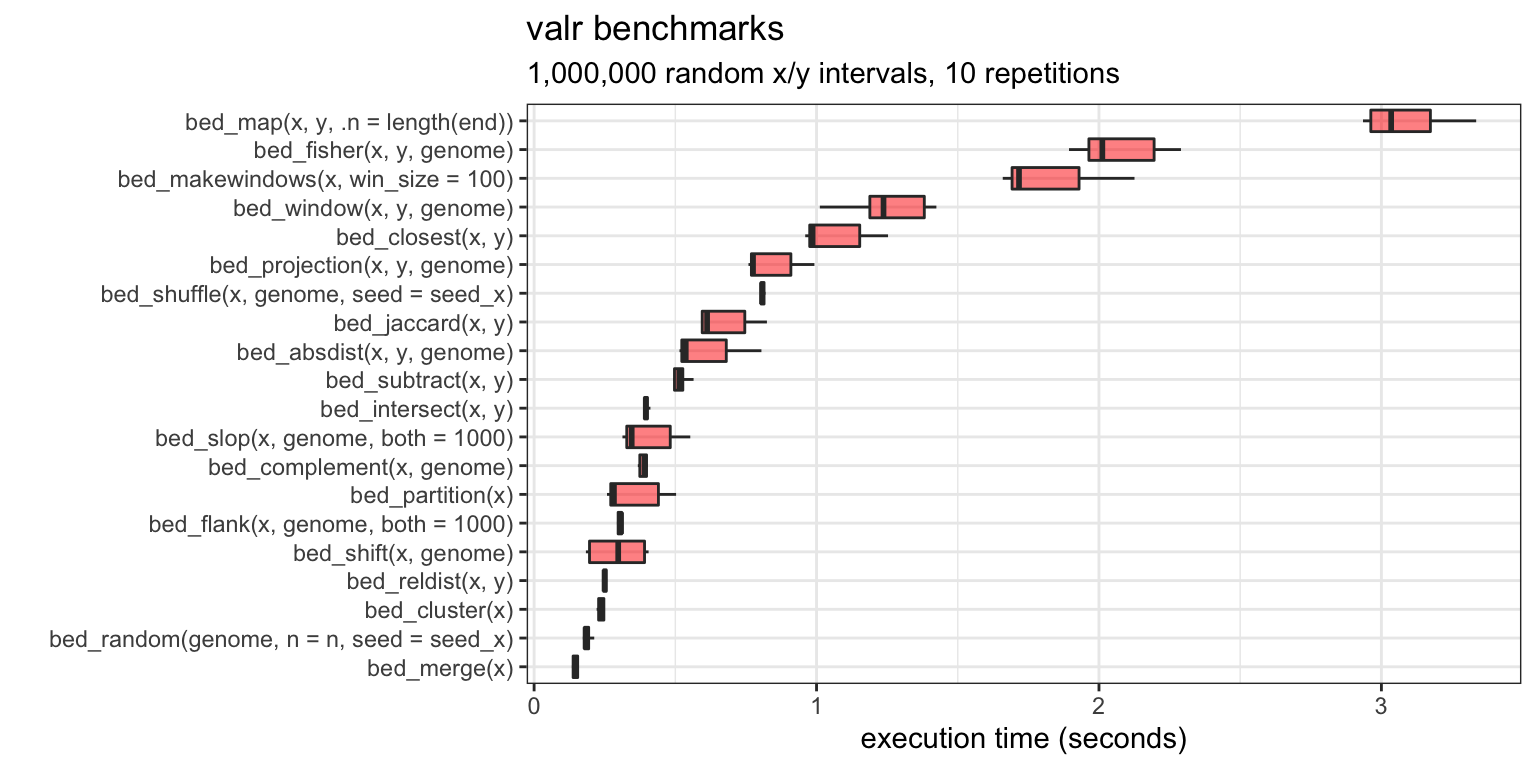 valr benchmarks
1,000,000 random x/y intervals, 10 repetitions
bed_map(x, y, .n = length(end))
bed_fisher(x, y, genome)
bed_makewindows(x, win_size = 100)
bed_window(x, y, genome)
bed_closest(x, y)
bed_projection(x, y, genome)
bed_shuffle(x, genome, seed = seed_x)
bed_jaccard(x, y)
bed_absdist(x, y, genome)
bed_subtract(x, y)
bed_intersect(x, y)
bed_slop(x, genome, both = 1000)
bed_complement(x, genome)
bed_partition(x)
bed_flank(x, genome, both = 1000)
bed_shift(x, genome)
bed_reldist(x, y)
bed_cluster(x)
bed_random(genome, n = n, seed = seed_x)
bed_merge(x)
0 1 2 3
execution time (seconds)